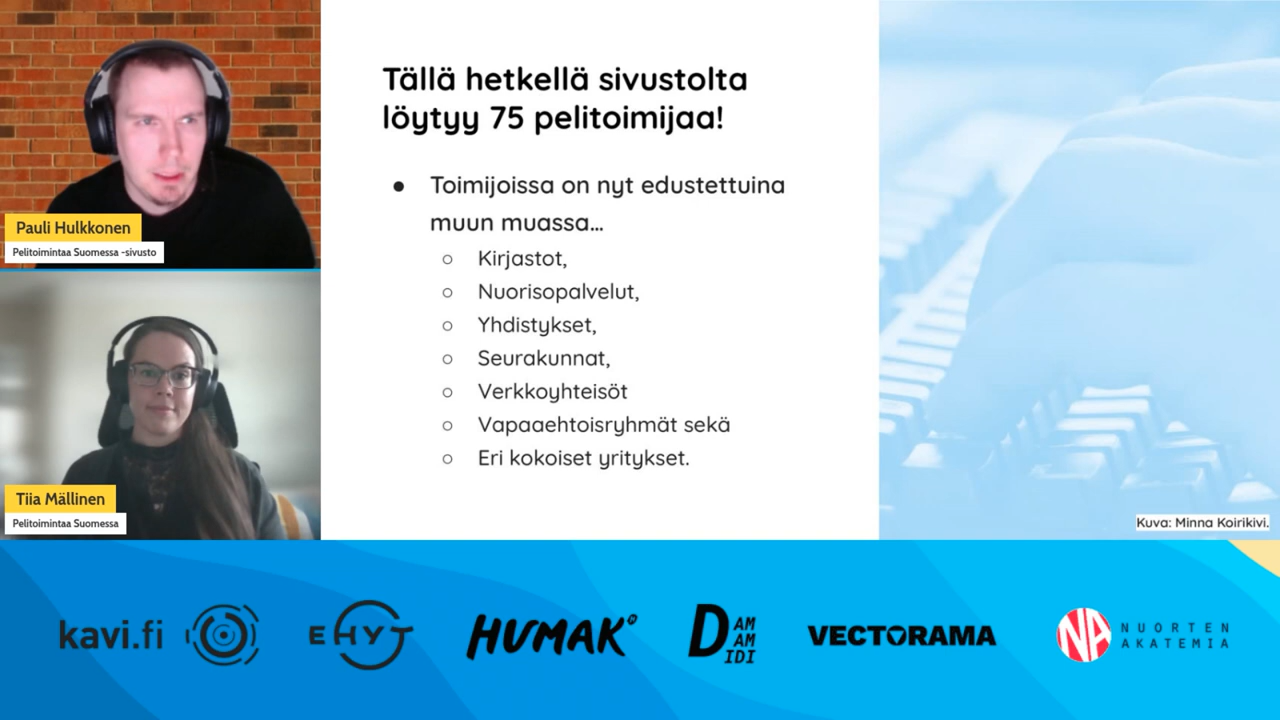 Tällä hetkellä sivustolta
löytyy 75 pelitoimijaa!
● Toimijoissa on nyt edustettuina
muun muassa...
○ Kirjastot,
○ Nuorisopalvelut,
○ Yhdistykset,
○ Seurakunnat,
○ Verkkoyhteisöt
○ Vapaaehtoisryhmät sekä
○ Eri kokoiset yritykset.
Pauli Hulkkonen
Pelitoimintaa Suomessa -sivusto
Tiia Mällinen
Pelitoimintaa Suomessa
Kuva: Minna Koirikivi.
kavi.fi
EHYT
HUMAK
DAM
AM
IDI
VECTORAMA
NA NUORTEN
AKATEMIA